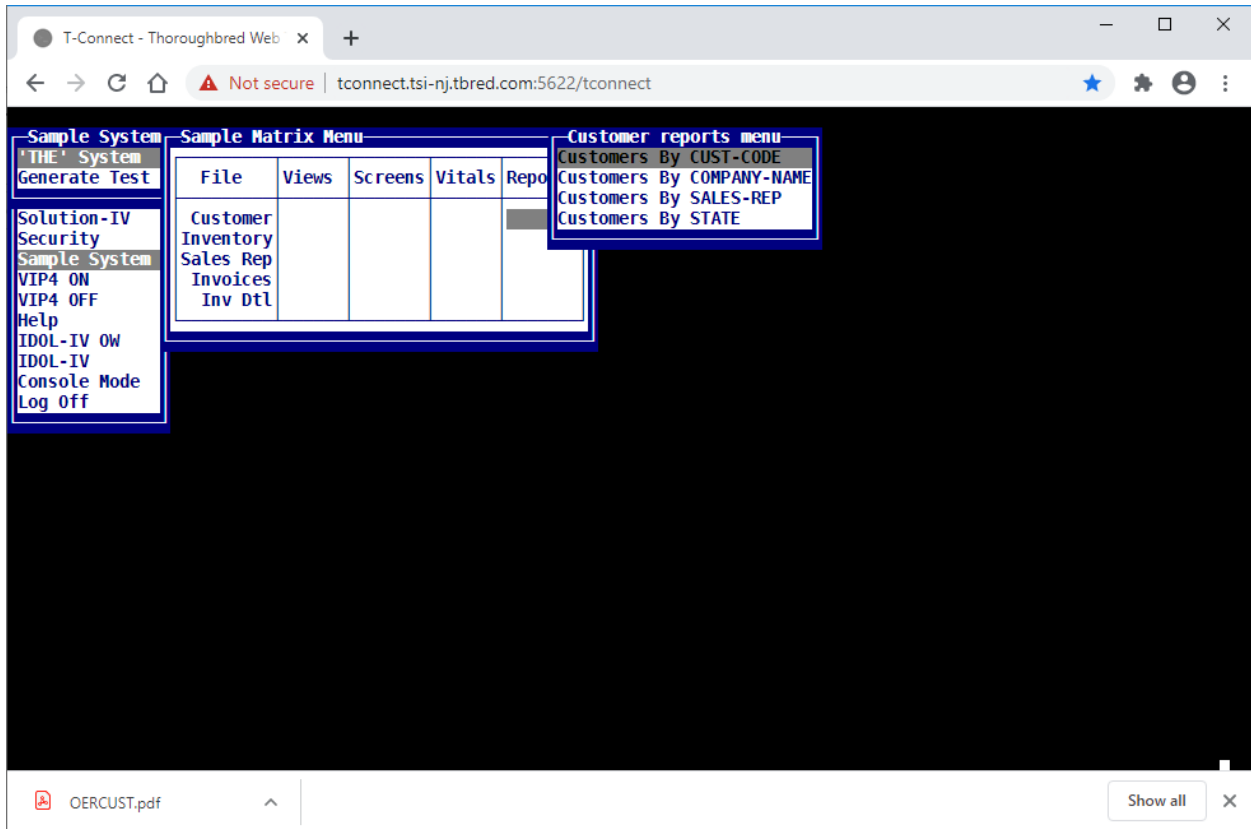 T-Connect - Thoroughbred Web
Not secure | tconnect.tsi-nj.tbred.com:5622/tconnect
Sample System
'THE' System
Generate Test
Solution-IV
Security
Sample System
VIP4 ON
VIP4 OFF
Help
IDOL-IV OW
IDOL-IV
Console Mode
Log Off
Sample Matrix Menu
File Views Screens Vitals Repo
Customer
Inventory
Sales Rep
Invoices
Inv Dtl
Customer reports menu
Customers By CUST-CODE
Customers By COMPANY-NAME
Customers By SALES-REP
Customers By STATE
OERCUST.pdf
Show all